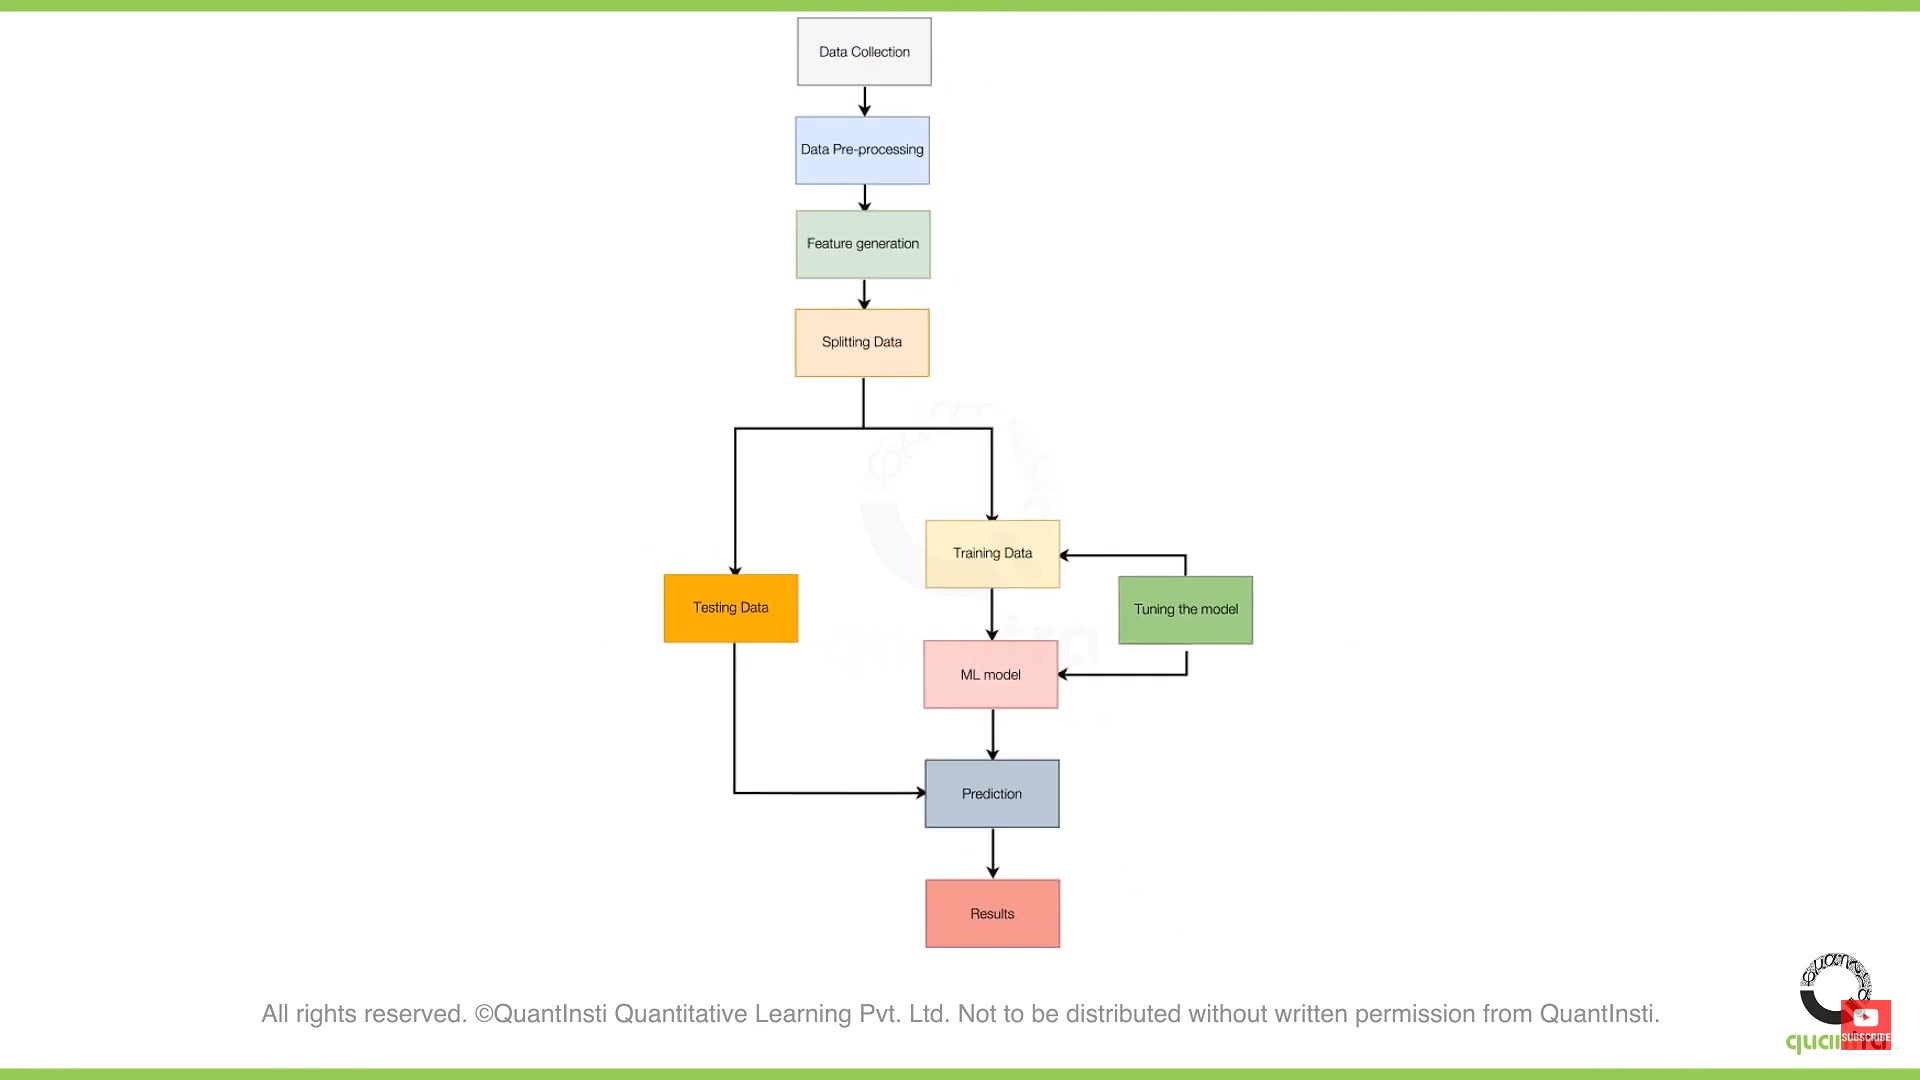 Data Collection
Data Pre-processing
Feature generation
Splitting Data
Training Data
Testing Data
Tuning the model
ML model
Prediction
Results
All rights reserved. ©QuantInsti Quantitative Learning Pvt. Ltd. Not to be distributed without written permission from QuantInsti.
SUBSCRIBE